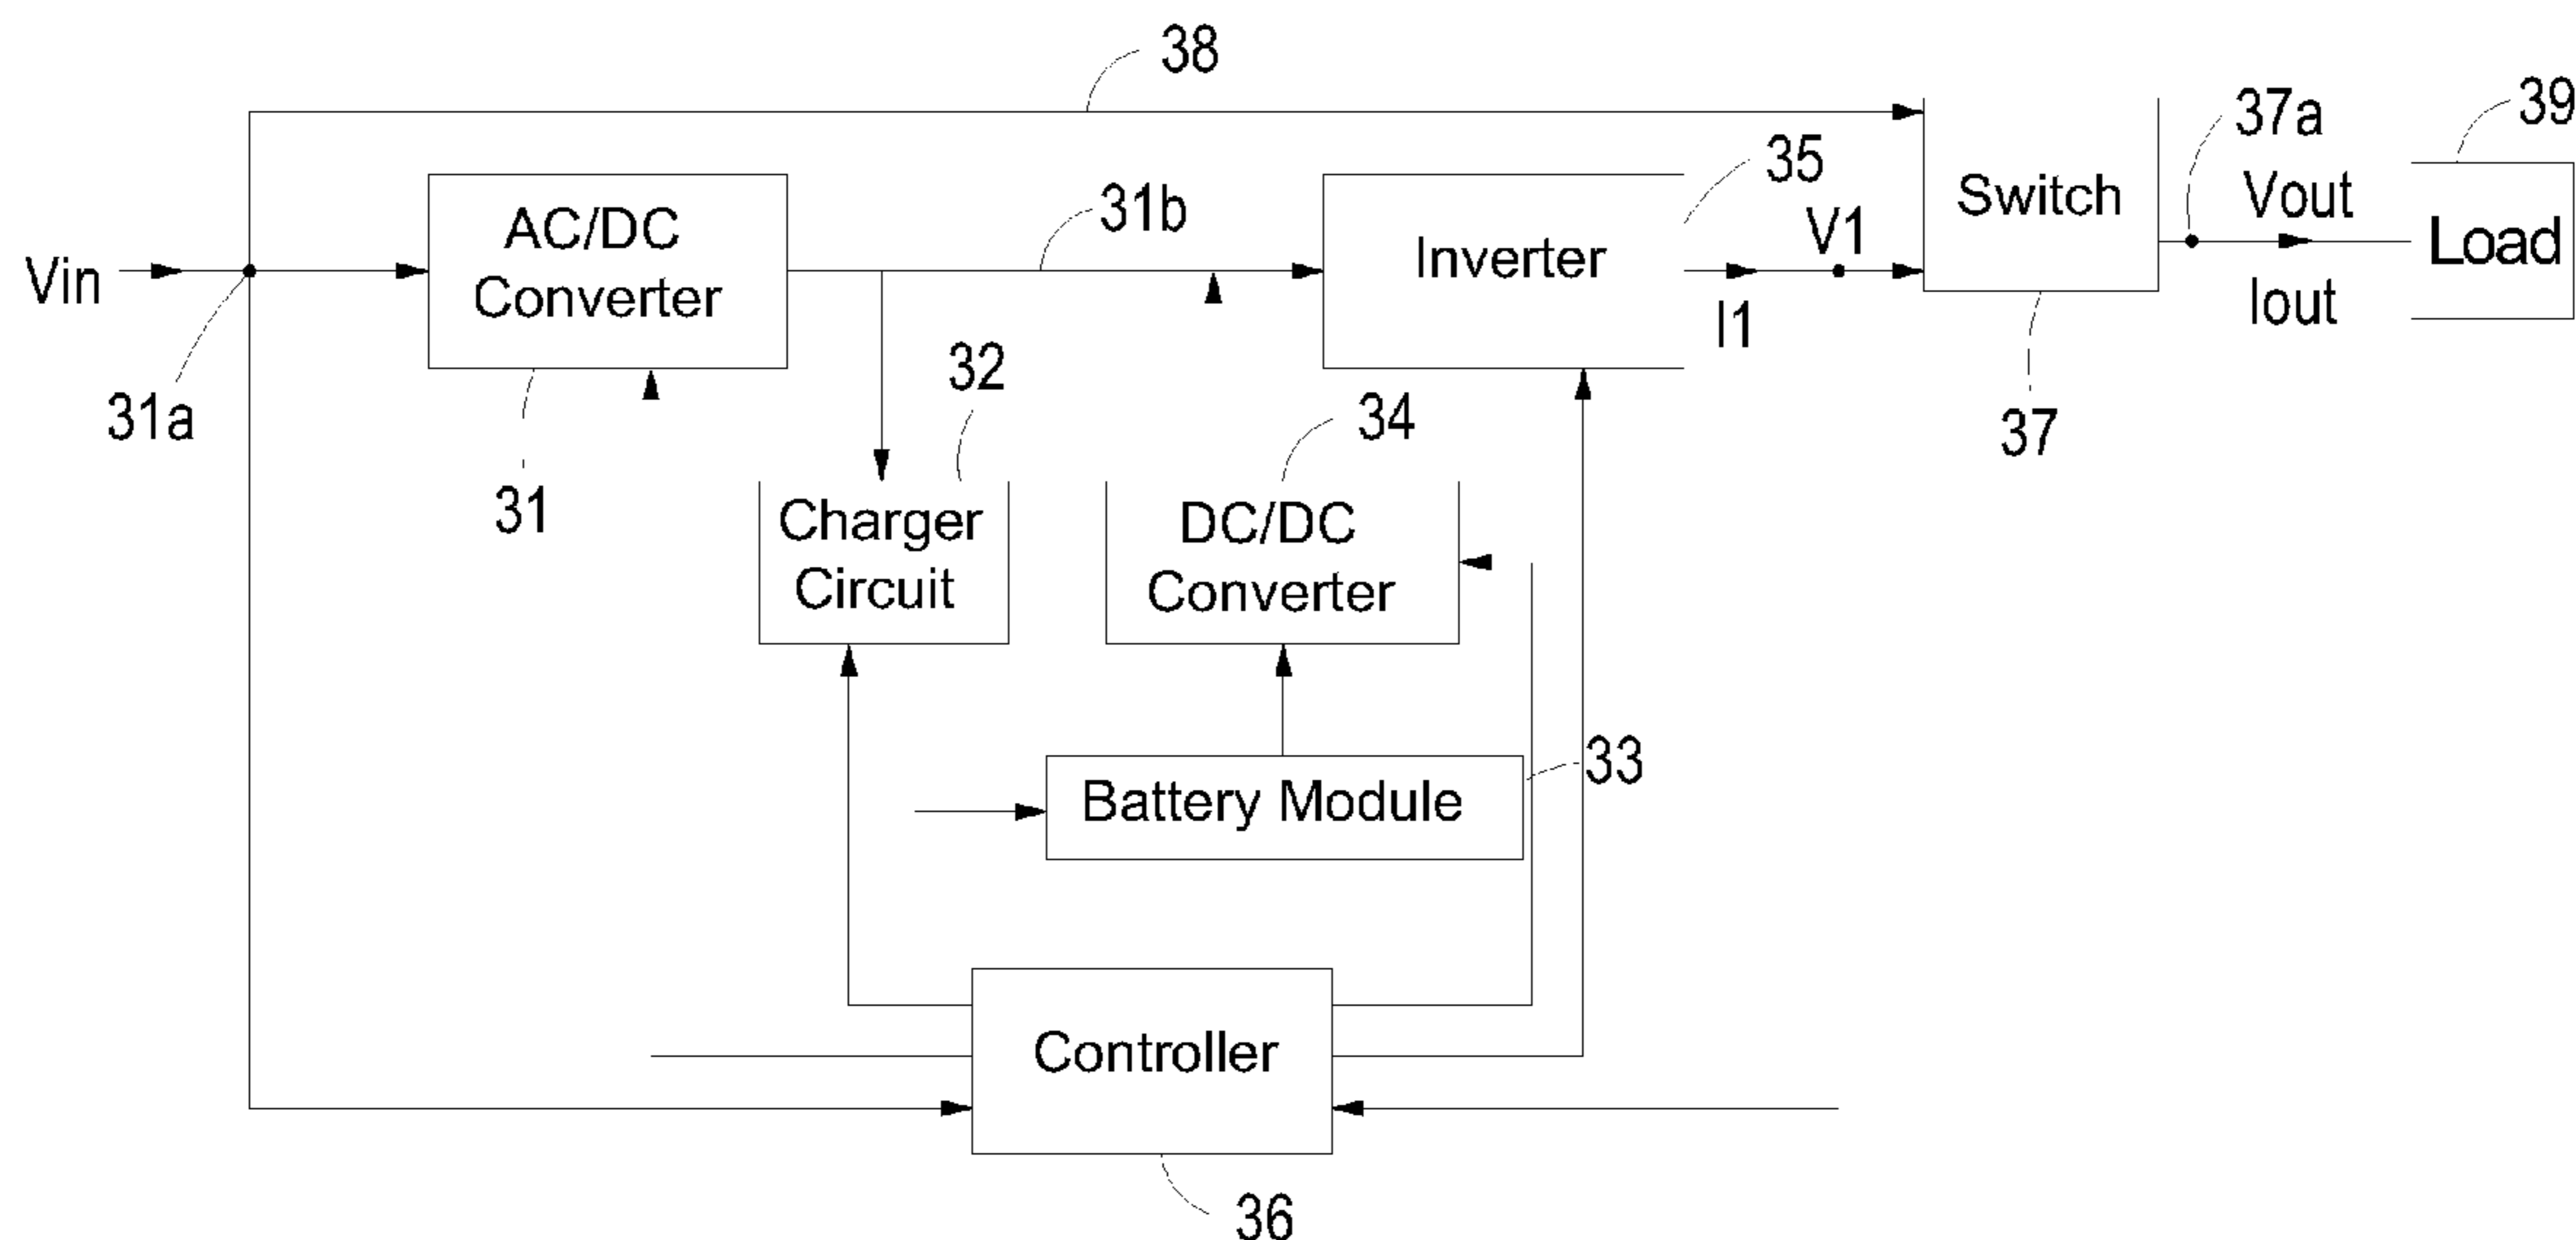 38
39
37a
35
Switch
Vout
31b
AC/DC
Converter
V1
Load
Inverter
Vin
Iout
I1
32
31a
34
37
31
Charger
Circuit
DC/DC
Converter
33
Battery Module
Controller
36